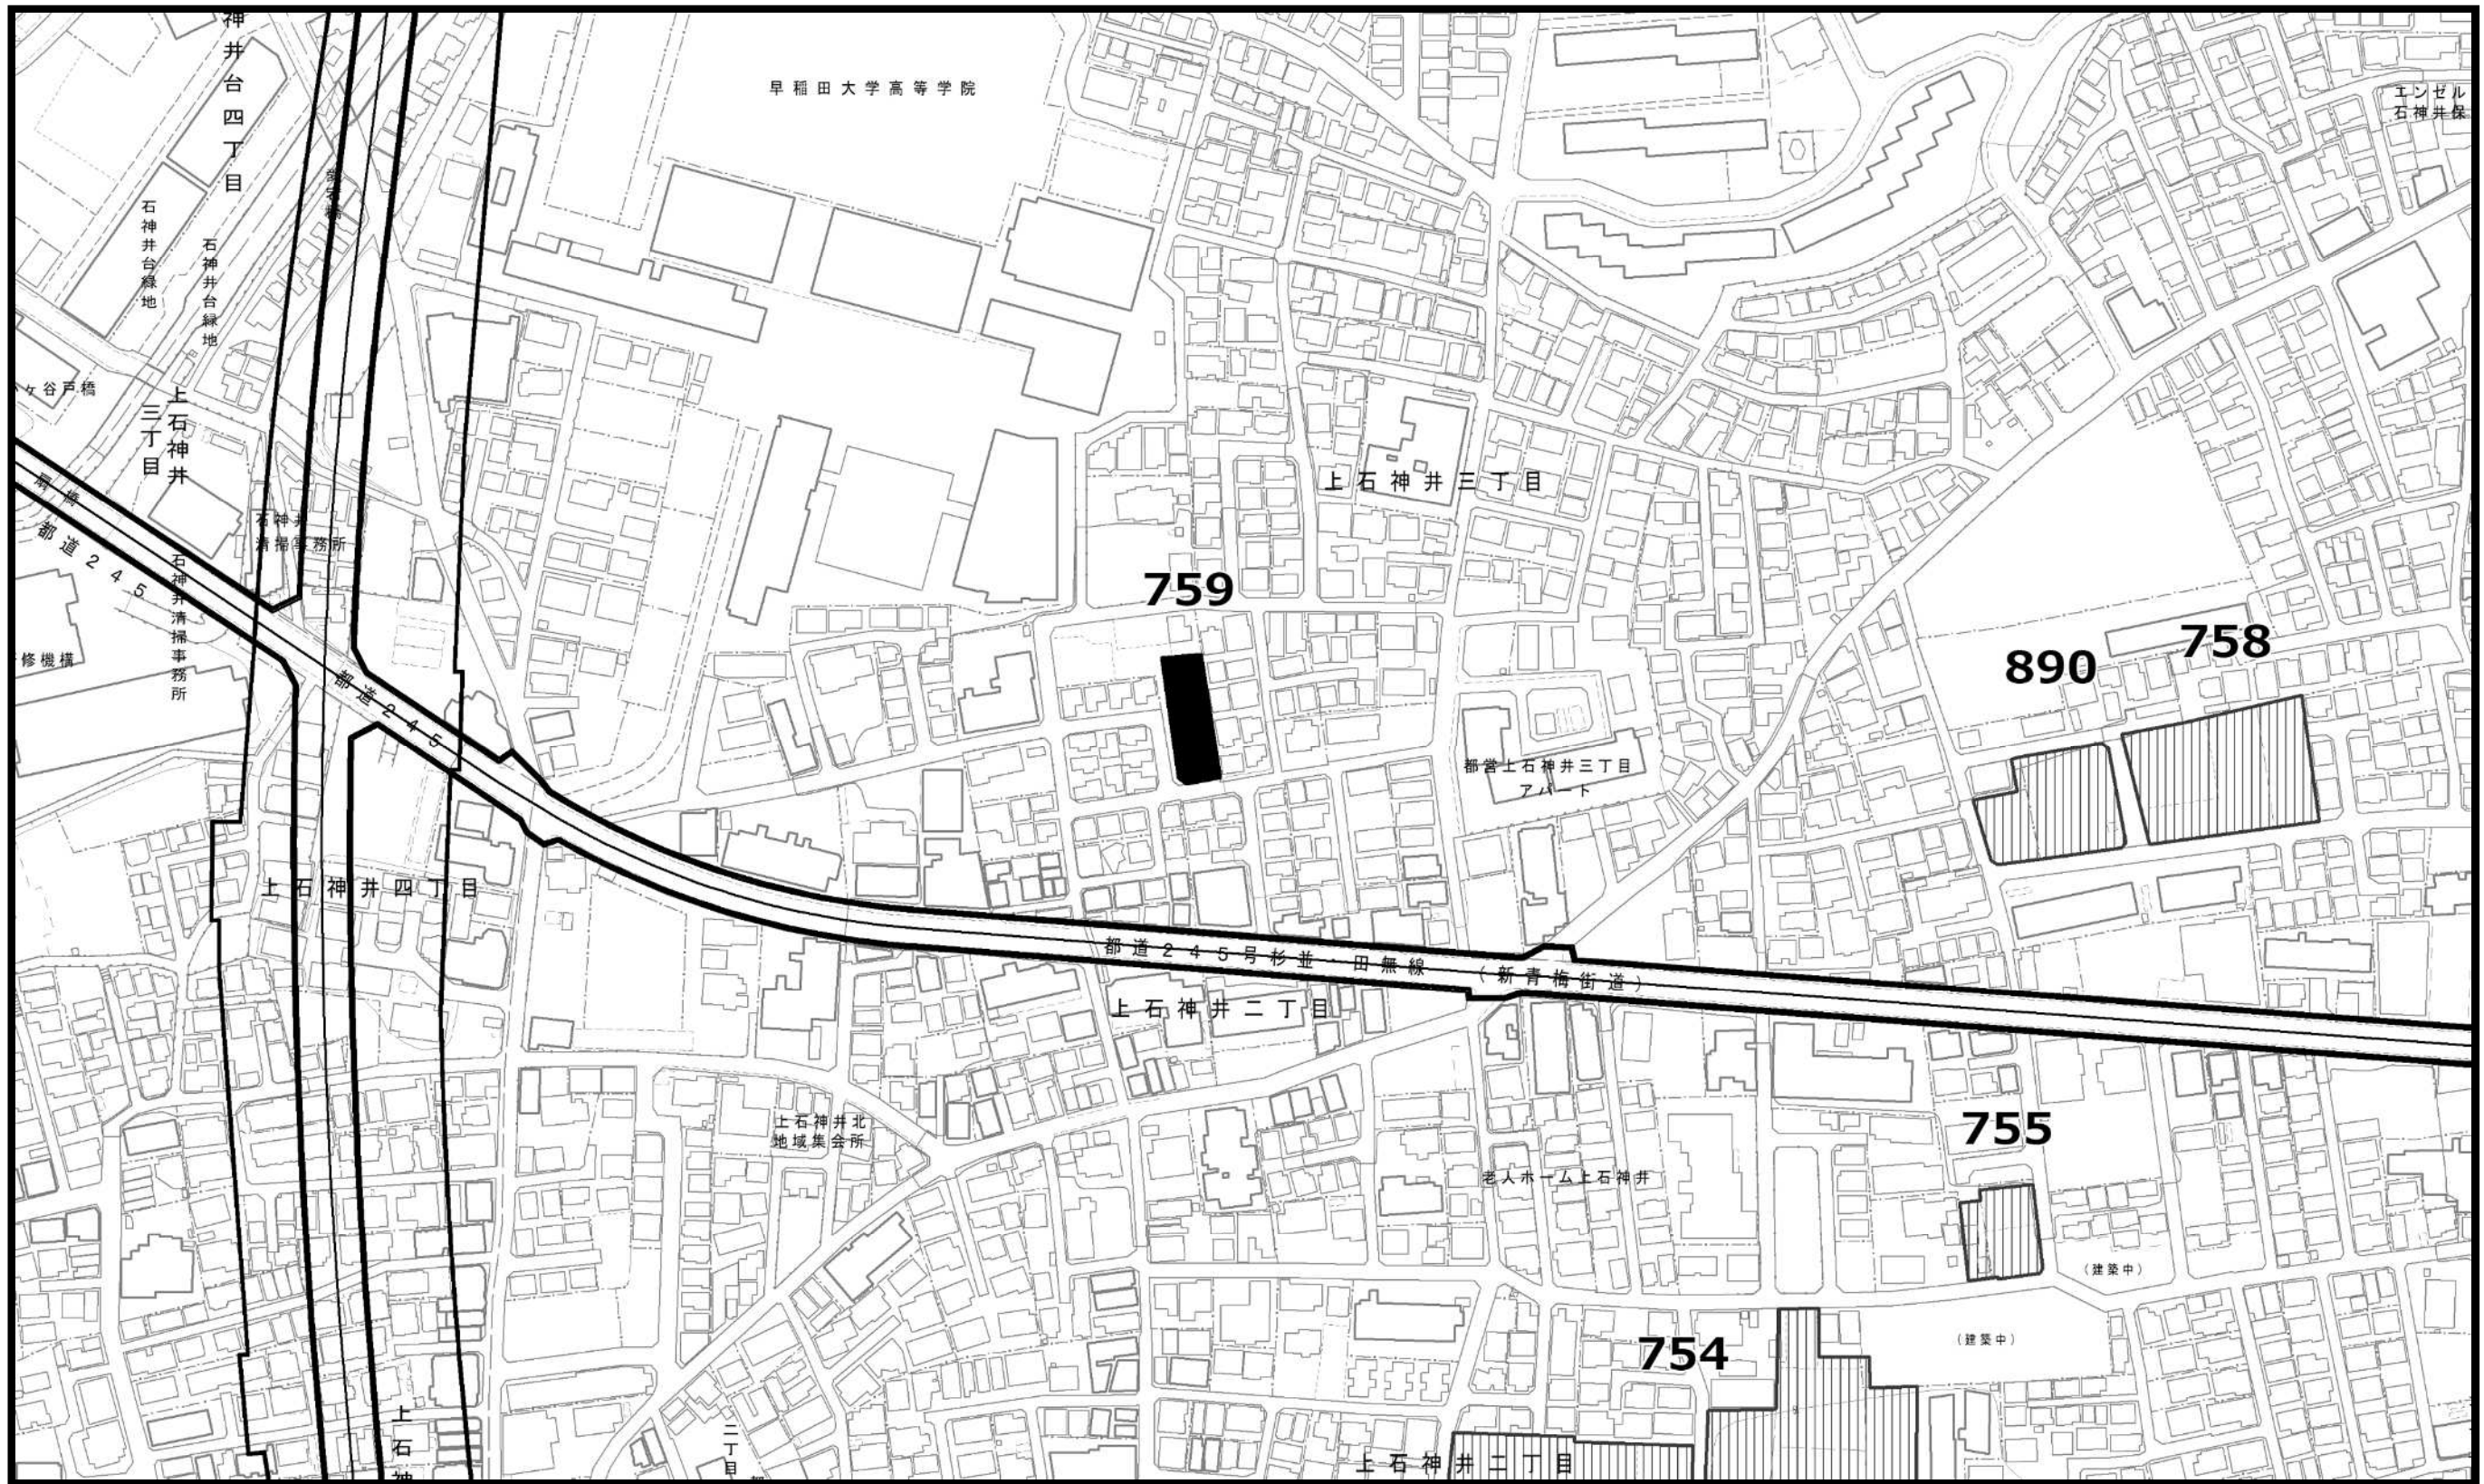 神井台四丁目
早稲田大学高等学院
エンゼル
石神井保
石神井台緑地
石神井台緑地
ヶ谷戸橋
上石神井
三丁目
上石神井三丁目
扇橋
都道245
石神井
清掃事務所
石神井清掃事務所
759
758
890
修機構
都道245
都営上石神井三丁目
アパート
上石神井四丁目
都道245号杉並・田無線(新青梅街道)
上石神井二丁目
上石神井北
地域集会所
755
老人ホーム上石神井
(建築中)
(建築中)
754
上石神
二丁目
上石神井二丁目